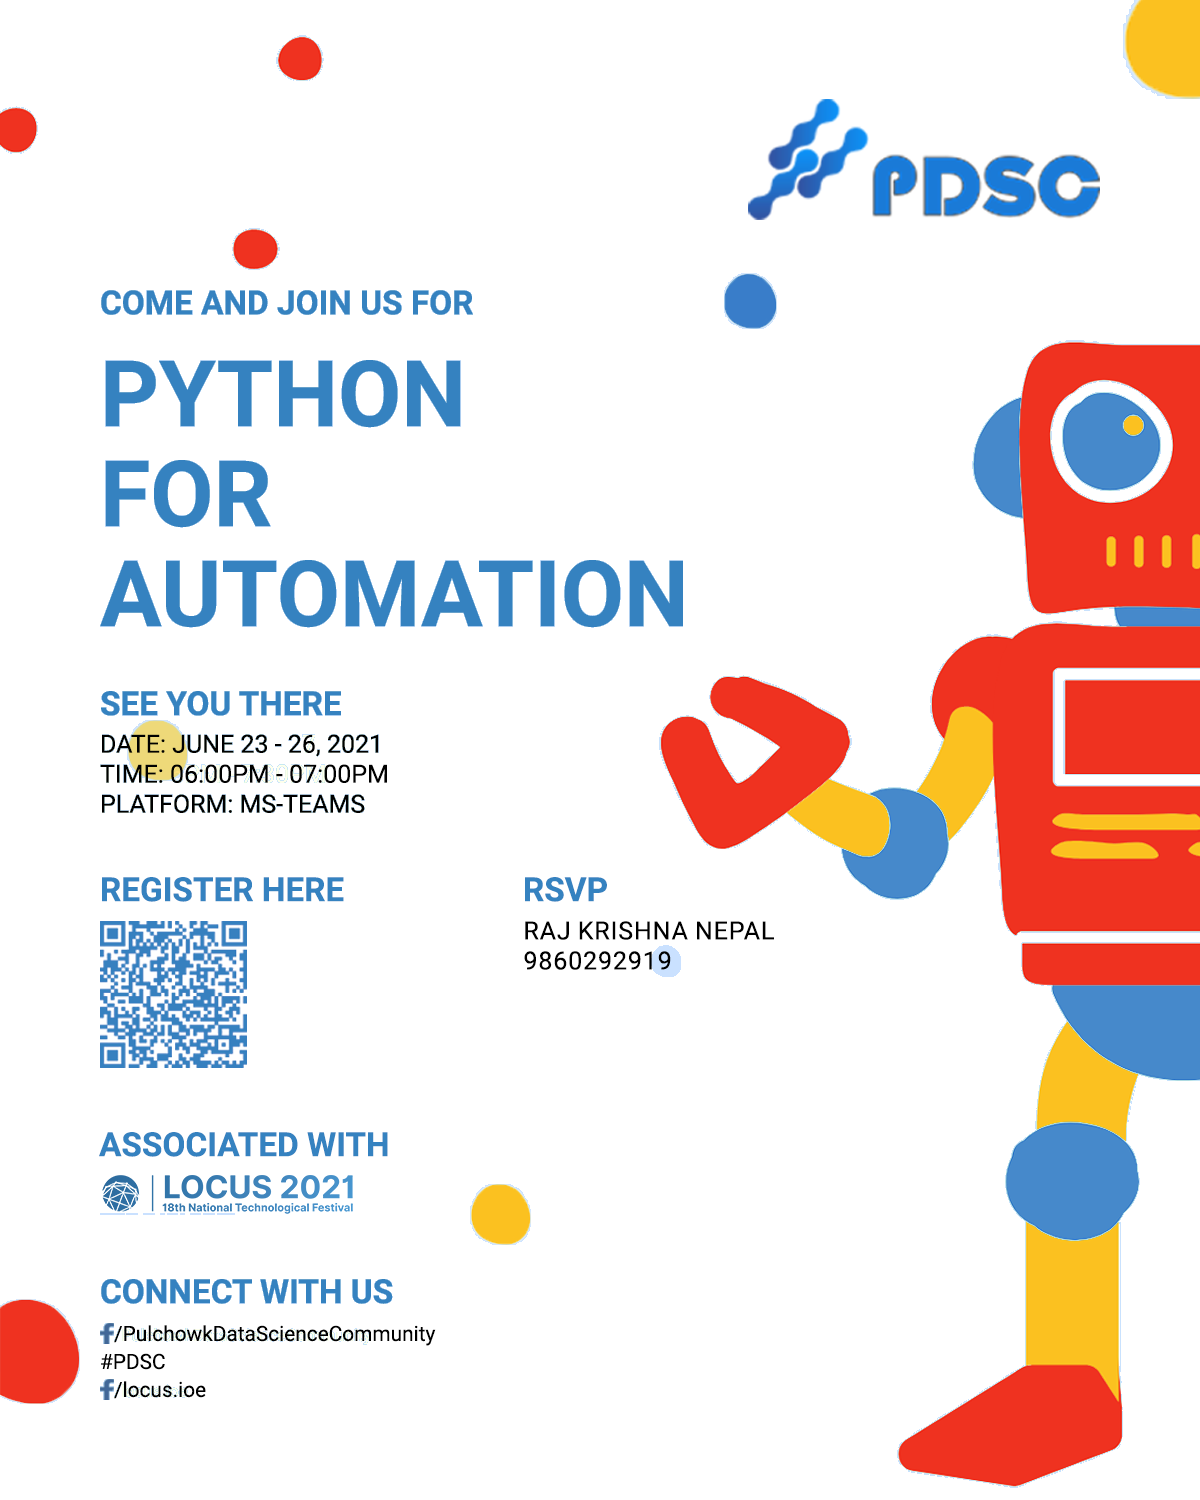 PDSC
COME AND JOIN US FOR
PYTHON
FOR
AUTOMATION
SEE YOU THERE
DATE: JUNE 23 - 26, 2021
TIME: 06:00PM - 07:00PM
PLATFORM: MS-TEAMS
REGISTER HERE
RSVP
RAJ KRISHNA NEPAL
9860292919
ASSOCIATED WITH
LOCUS 2021
18th National Technological Festival
CONNECT WITH US
f/PulchowkDataScienceCommunity
#PDSC
f/locus.ioe